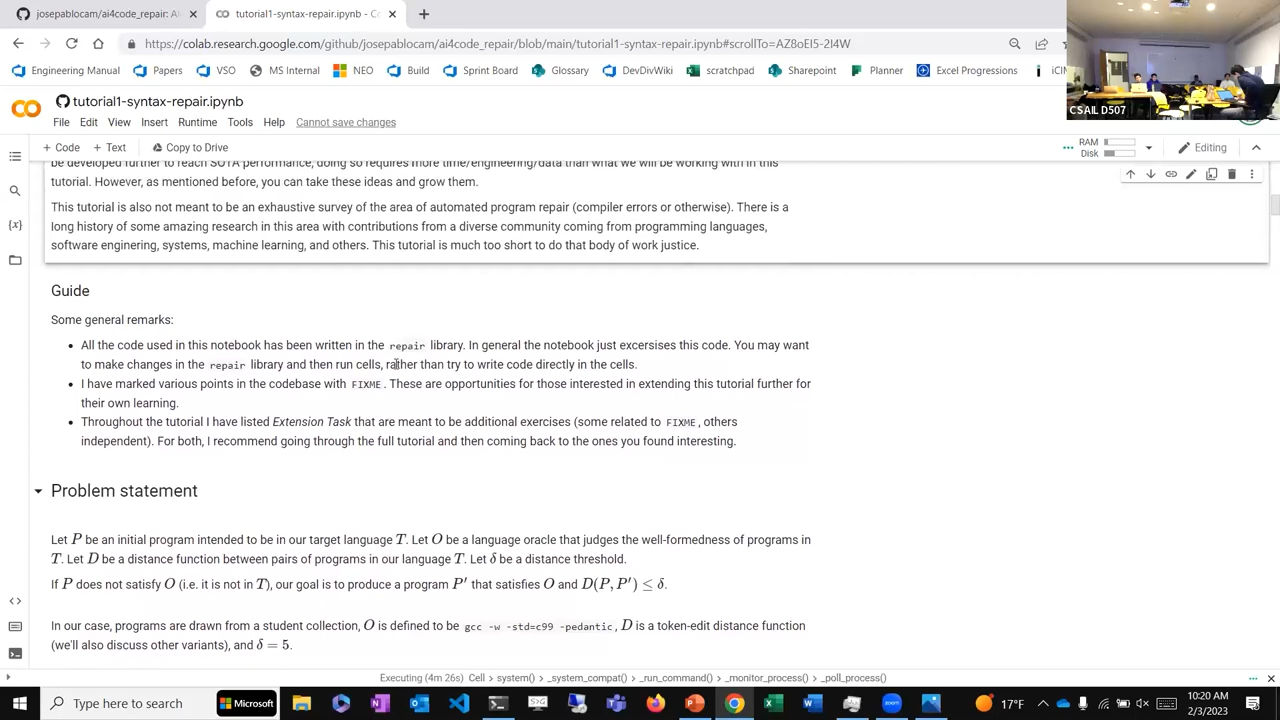 josepablocam/ai4code_repair: AI
tutorial1-syntax-repair.ipynb - Co
https://colab.research.google.com/github/josepablocam/ai4code_repair/blob/main/tutorial1-syntax-repair.ipynb#scrollTo=AZ8oEI5-2I4W
Engineering Manual
Papers
VSO
MS Internal
NEO
Build
Sprint Board
Glossary
DevDivWiki
scratchpad
Sharepoint
Planner
Excel Progressions
CSAIL D507
tutorial1-syntax-repair.ipynb
File Edit View Insert Runtime Tools Help Cannot save changes
+ Code + Text Copy to Drive
RAM
Disk
Editing
be developed further to reach SOTA performance, doing so requires more time/engineering/data than what we will be working with in this
tutorial. However, as mentioned before, you can take these ideas and grow them.
This tutorial is also not meant to be an exhaustive survey of the area of automated program repair (compiler errors or otherwise). There is a
long history of some amazing research in this area with contributions from a diverse community coming from programming languages,
software enginering, systems, machine learning, and others. This tutorial is much too short to do that body of work justice.
Guide
Some general remarks:
• All the code used in this notebook has been written in the repair library. In general the notebook just excersises this code. You may want
to make changes in the repair library and then run cells, rather than try to write code directly in the cells.
• I have marked various points in the codebase with FIXME. These are opportunities for those interested in extending this tutorial further for
their own learning.
• Throughout the tutorial I have listed Extension Task that are meant to be additional exercises (some related to FIXME, others
independent). For both, I recommend going through the full tutorial and then coming back to the ones you found interesting.
Problem statement
Let P be an initial program intended to be in our target language T. Let O be a language oracle that judges the well-formedness of programs in
T. Let D be a distance function between pairs of programs in our language T. Let δ be a distance threshold.
If P does not satisfy O (i.e. it is not in T), our goal is to produce a program P′ that satisfies O and D(P, P′) ≤ δ.
In our case, programs are drawn from a student collection, O is defined to be gcc -w -std=c99 -pedantic, D is a token-edit distance function
(we'll also discuss other variants), and δ = 5.
Executing (4m 26s) Cell > system() > _system_compat() > _run_command() > _monitor_process() > _poll_process()
Type here to search
Microsoft
17°F
10:20 AM
2/3/2023